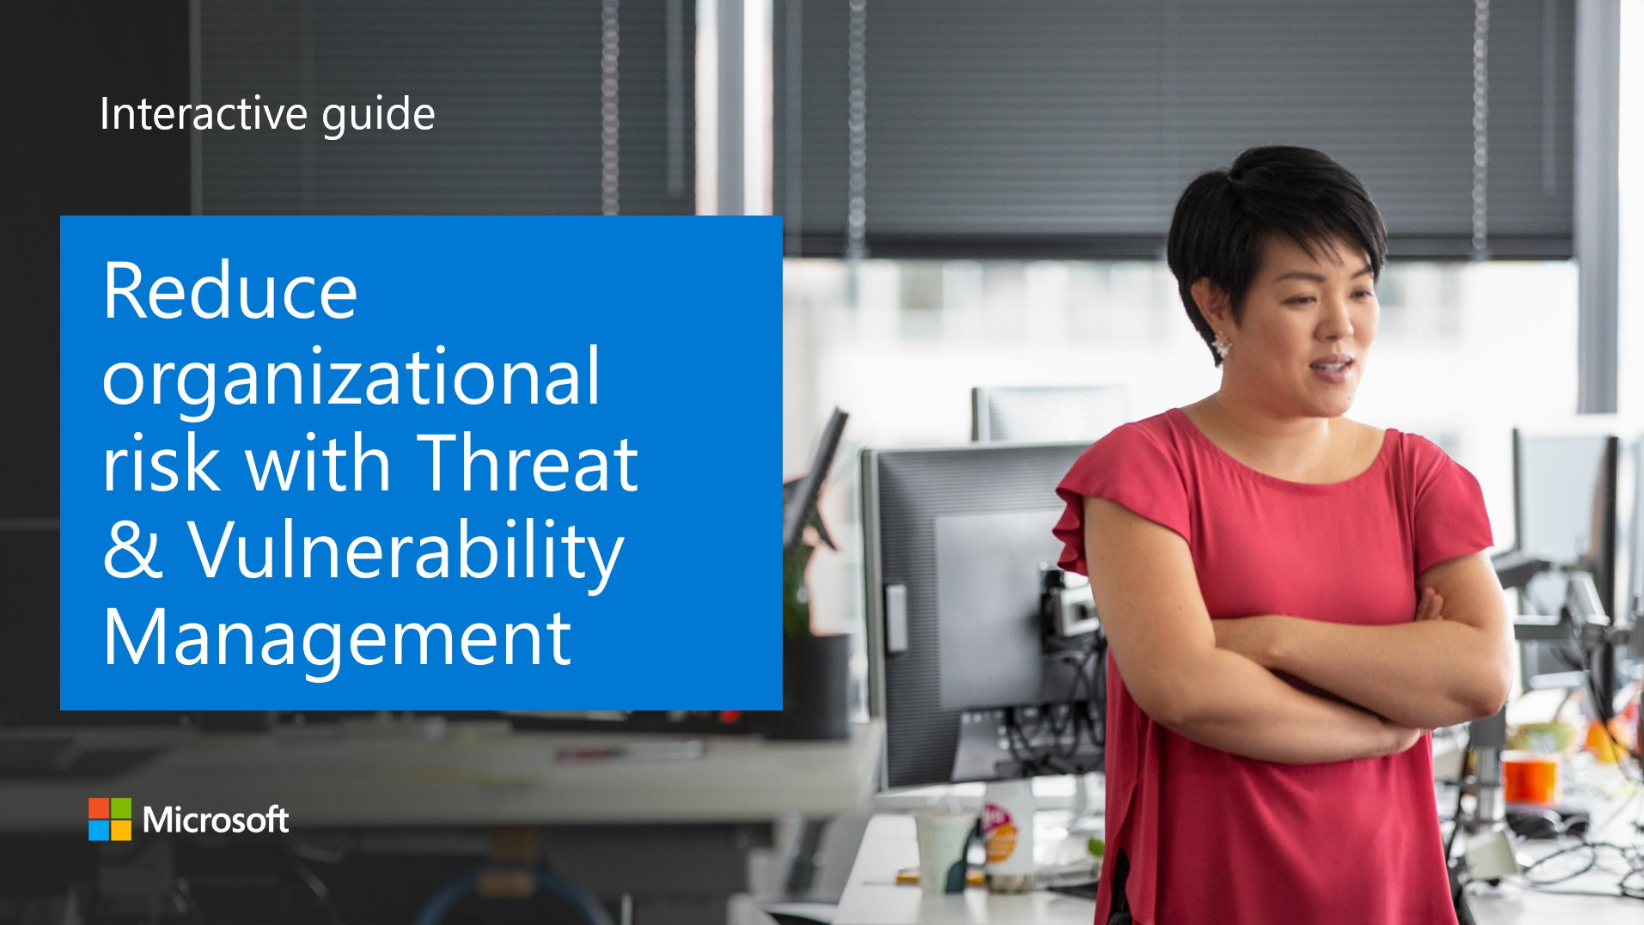 Interactive guide
Reduce
organizational
risk with Threat
& Vulnerability
Management
Microsoft